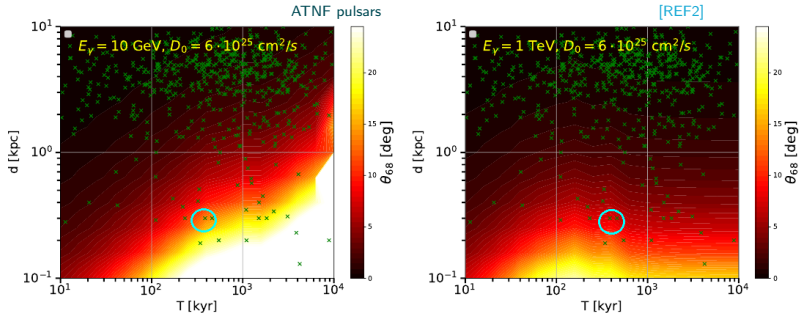 ATNF pulsars
[REF2]
E_γ = 10 GeV, D_0 = 6 · 10^25 cm^2/s
E_γ = 1 TeV, D_0 = 6 · 10^25 cm^2/s
10^1
10^0
10^-1
d [kpc]
10^1
10^2
10^3
10^4
T [kyr]
20
15
10
5
0
θ_68 [deg]
10^1
10^0
10^-1
d [kpc]
10^1
10^2
10^3
10^4
T [kyr]
20
15
10
5
0
θ_68 [deg]